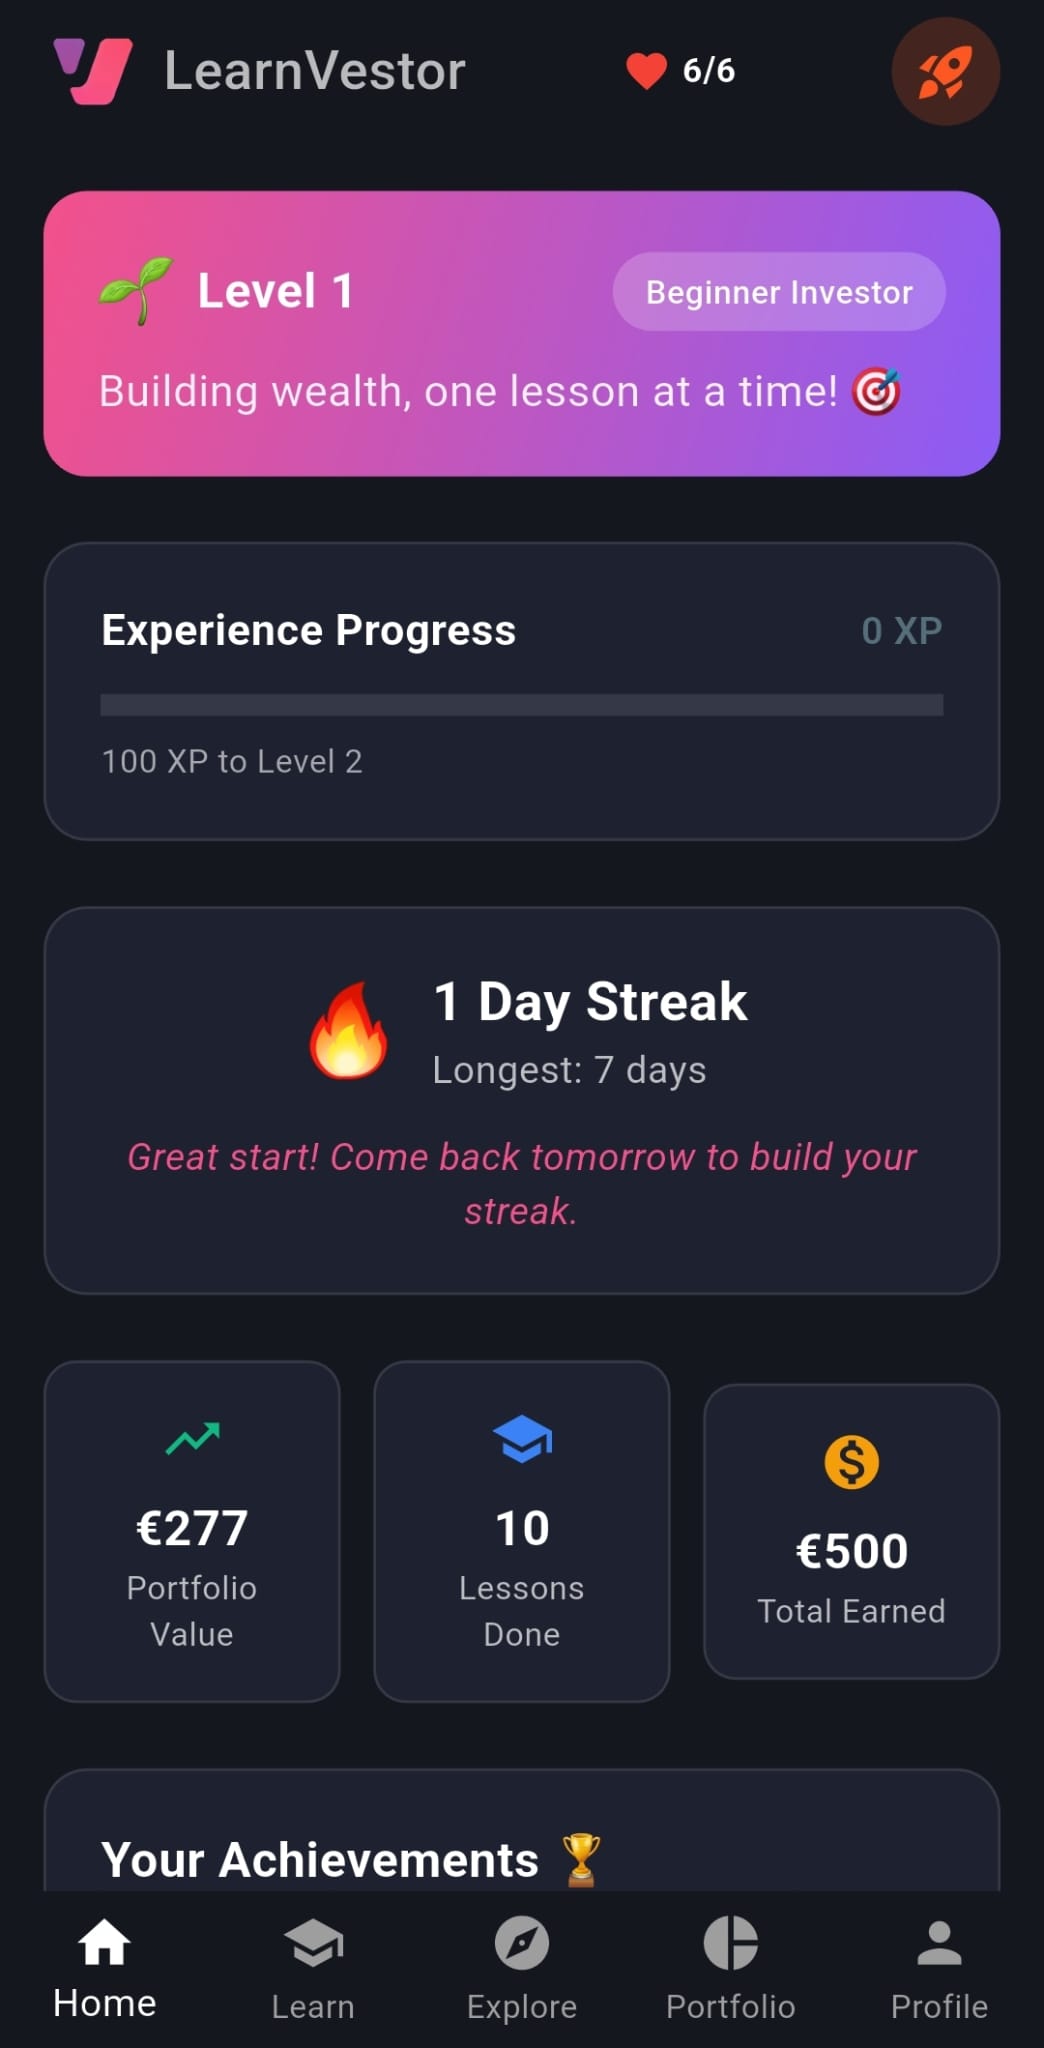 LearnVestor
6/6
Level 1
Beginner Investor
Building wealth, one lesson at a time! 🎯
Experience Progress
0 XP
100 XP to Level 2
1 Day Streak
Longest: 7 days
Great start! Come back tomorrow to build your
streak.
€277
Portfolio
Value
10
Lessons
Done
€500
Total Earned
Your Achievements 🏆
Home
Learn
Explore
Portfolio
Profile